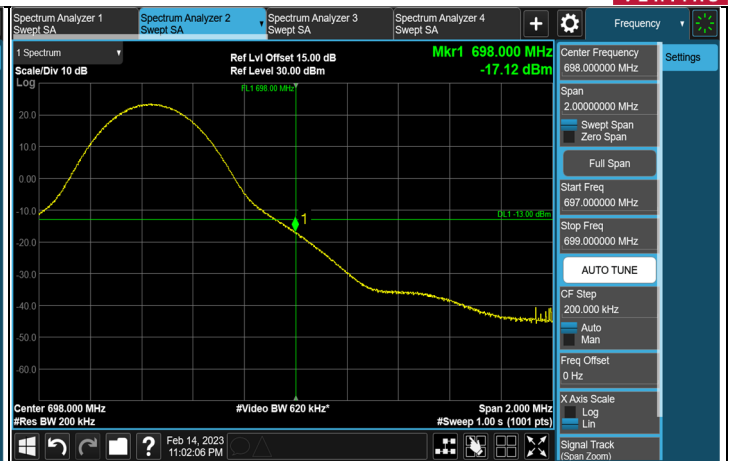 Spectrum Analyzer 1
Swept SA
Spectrum Analyzer 2
Swept SA
Spectrum Analyzer 3
Swept SA
Spectrum Analyzer 4
Swept SA
+
Frequency
1 Spectrum
Scale/Div 10 dB
Log
Ref Lvl Offset 15.00 dB
Ref Level 30.00 dBm
Mkr1 698.000 MHz
-17.12 dBm
FL1 698.00 MHz
20.0
10.0
0.00
-10.0
-20.0
-30.0
-40.0
-50.0
-60.0
DL1 -13.00 dBm
1
Center 698.000 MHz
#Res BW 200 kHz
#Video BW 620 kHz*
Span 2.000 MHz
#Sweep 1.00 s (1001 pts)
Center Frequency
698.000000 MHz
Settings
Span
2.00000000 MHz
Swept Span
Zero Span
Full Span
Start Freq
697.000000 MHz
Stop Freq
699.000000 MHz
AUTO TUNE
CF Step
200.000 kHz
Auto
Man
Freq Offset
0 Hz
X Axis Scale
Log
Lin
Signal Track
(Span Zoom)
?
Feb 14, 2023
11:02:06 PM